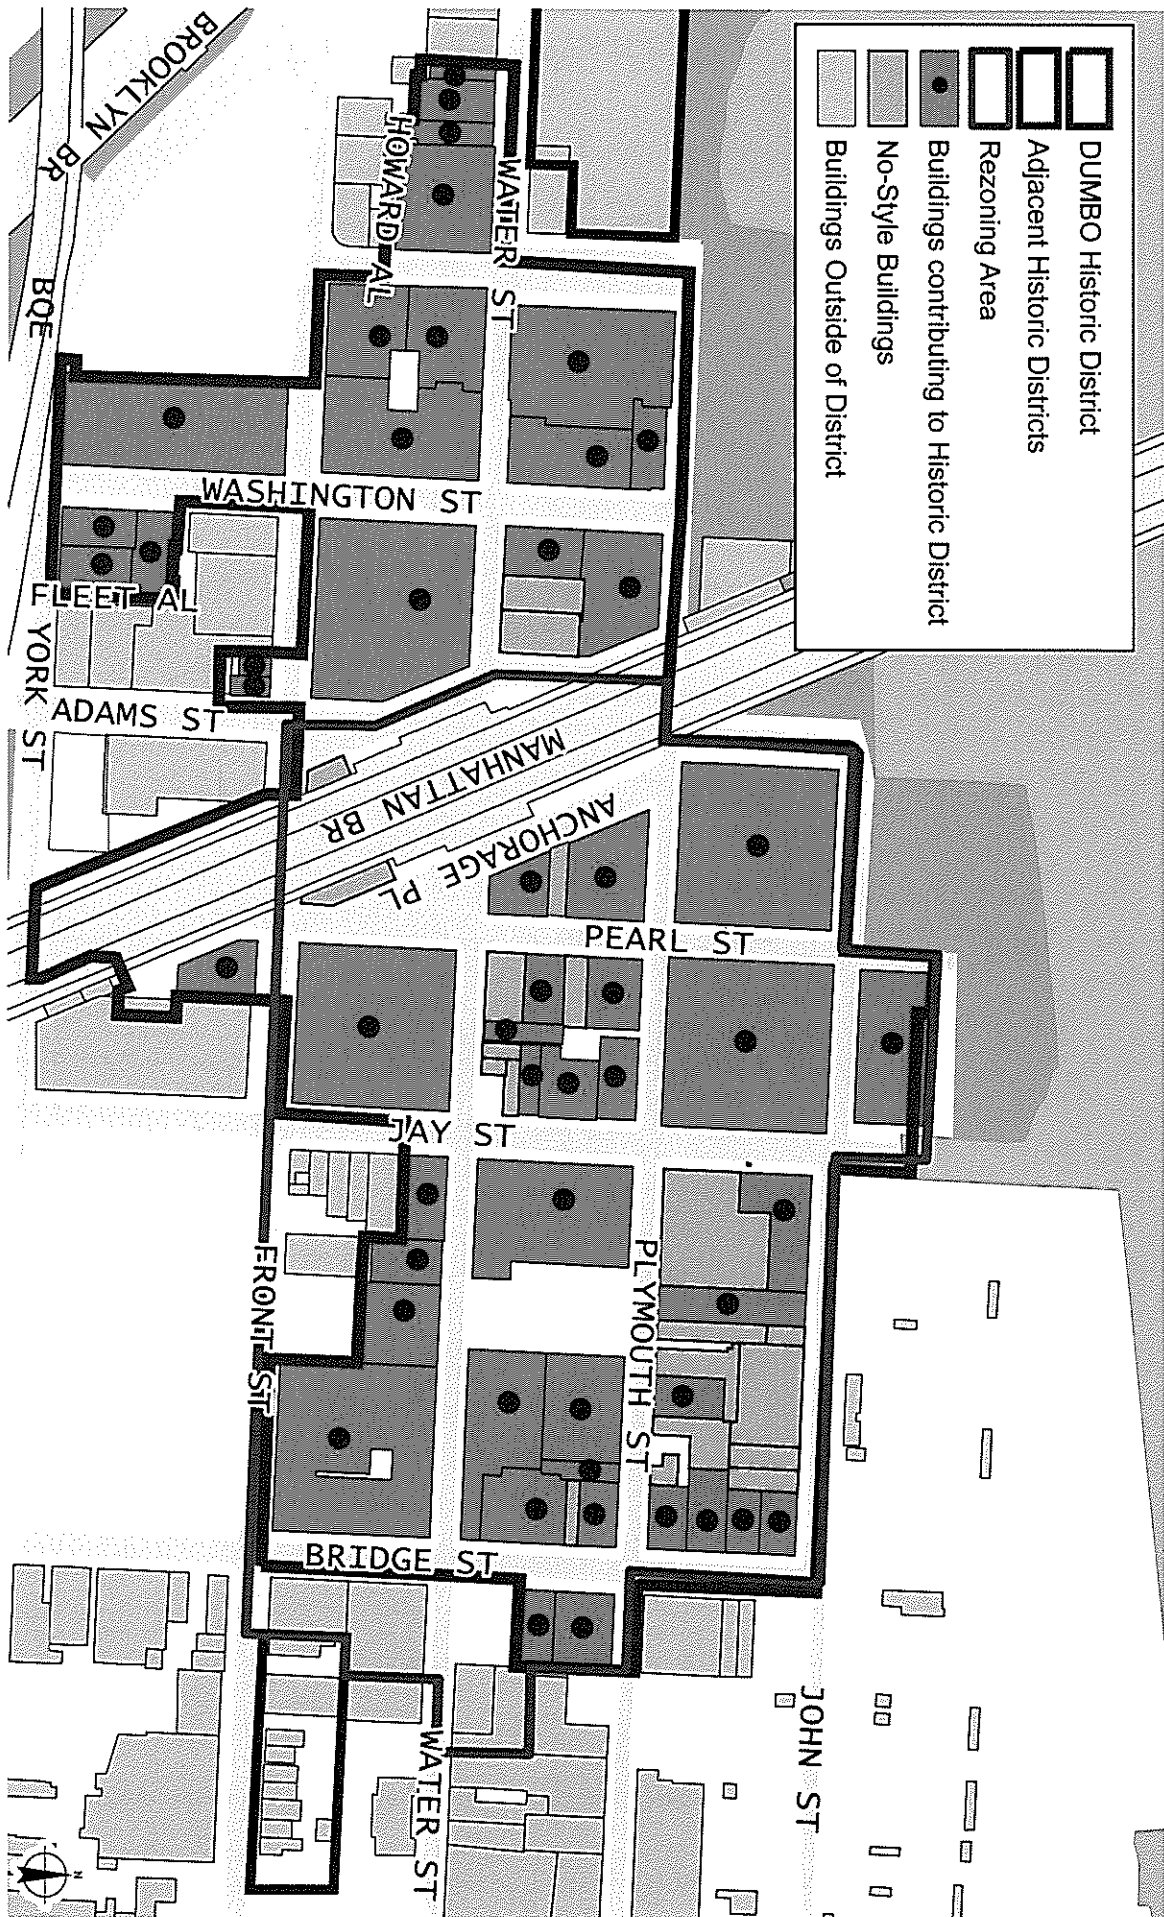 DUMBO Historic District
Adjacent Historic Districts
Rezoning Area
Buildings contributing to Historic District
No-Style Buildings
Buildings Outside of District
BROOKLYN BR
BQE
HOWARD AL
WATER ST
WASHINGTON ST
FLEET AL
YORK ST
ADAMS ST
MANHATTAN BR
ANCHORAGE PL
PEARL ST
JAY ST
FRONT ST
PLYMOUTH ST
BRIDGE ST
JOHN ST
WATER ST
N